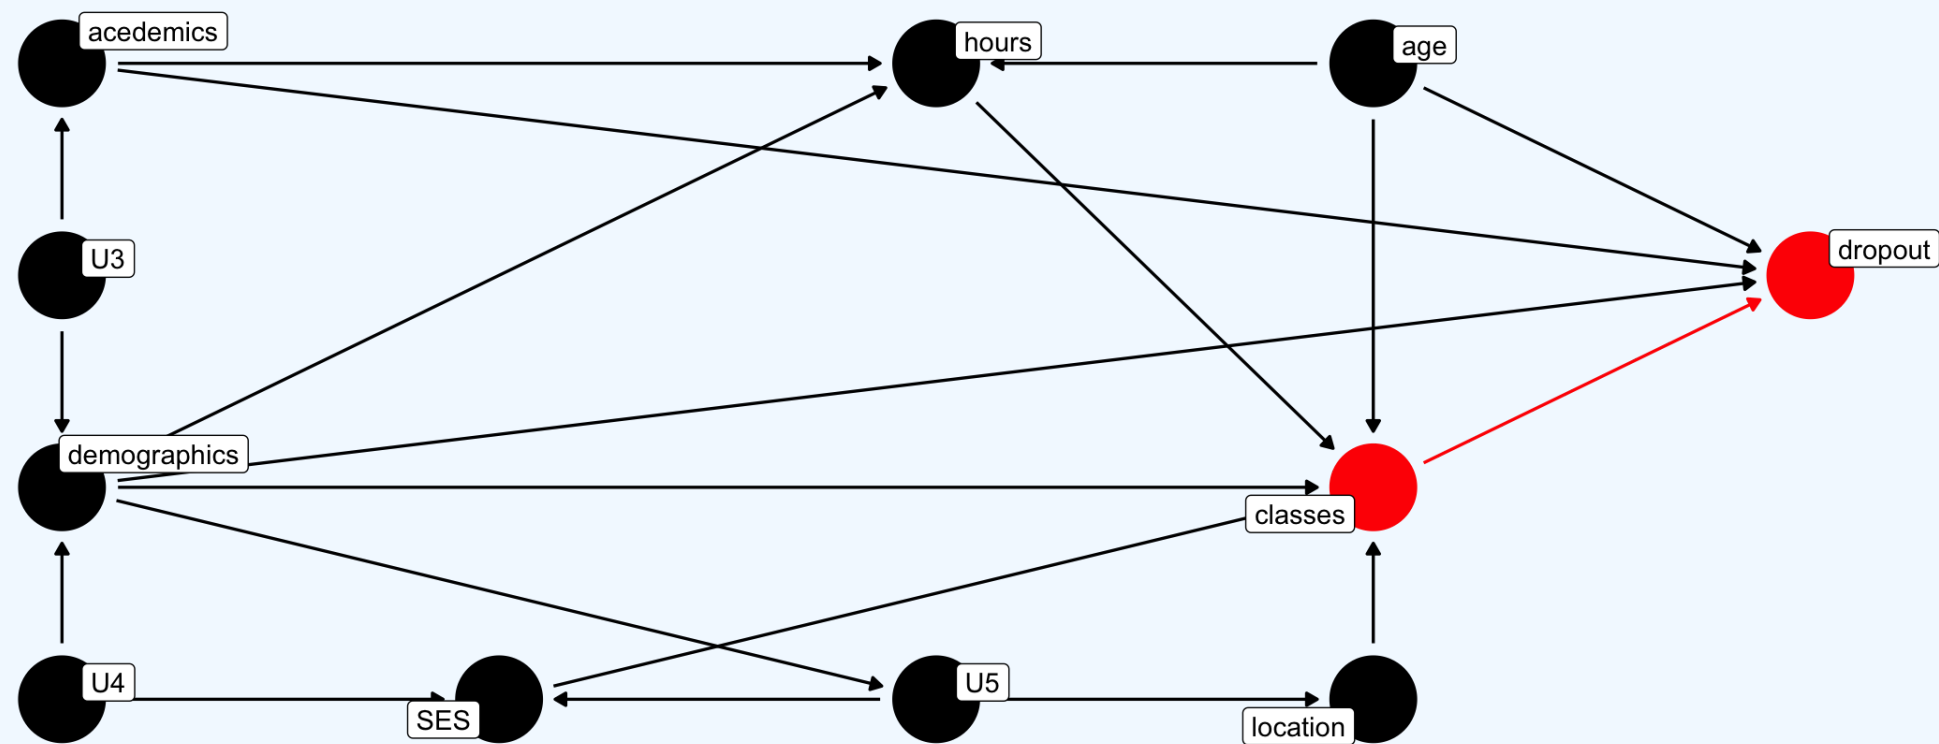 acedemics
hours
age
U3
dropout
demographics
classes
U4
SES
U5
location